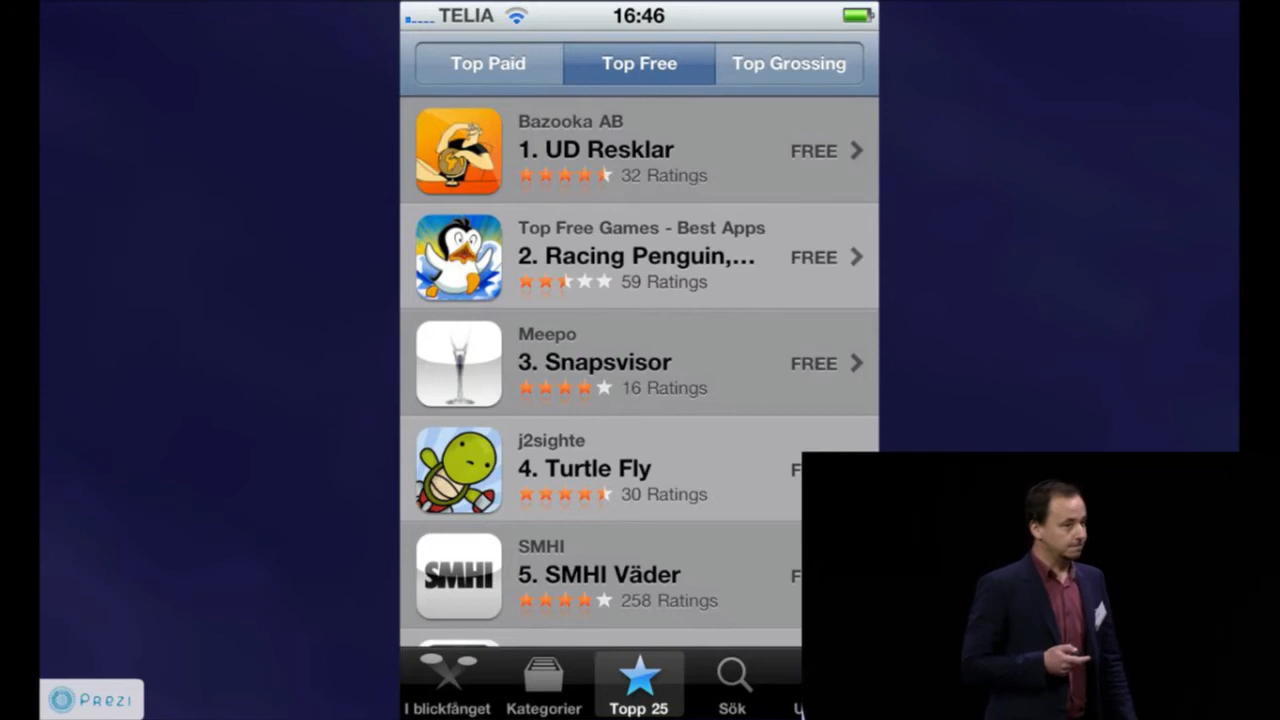 TELIA 16:46
Top Paid Top Free Top Grossing
Bazooka AB
1. UD Resklar FREE
32 Ratings
Top Free Games - Best Apps
2. Racing Penguin,... FREE
59 Ratings
Meepo
3. Snapsvisor FREE
16 Ratings
j2sighte
4. Turtle Fly F
30 Ratings
SMHI
SMHI
5. SMHI Väder F
258 Ratings
I blickfånget Kategorier Topp 25 Sök U
Prezi